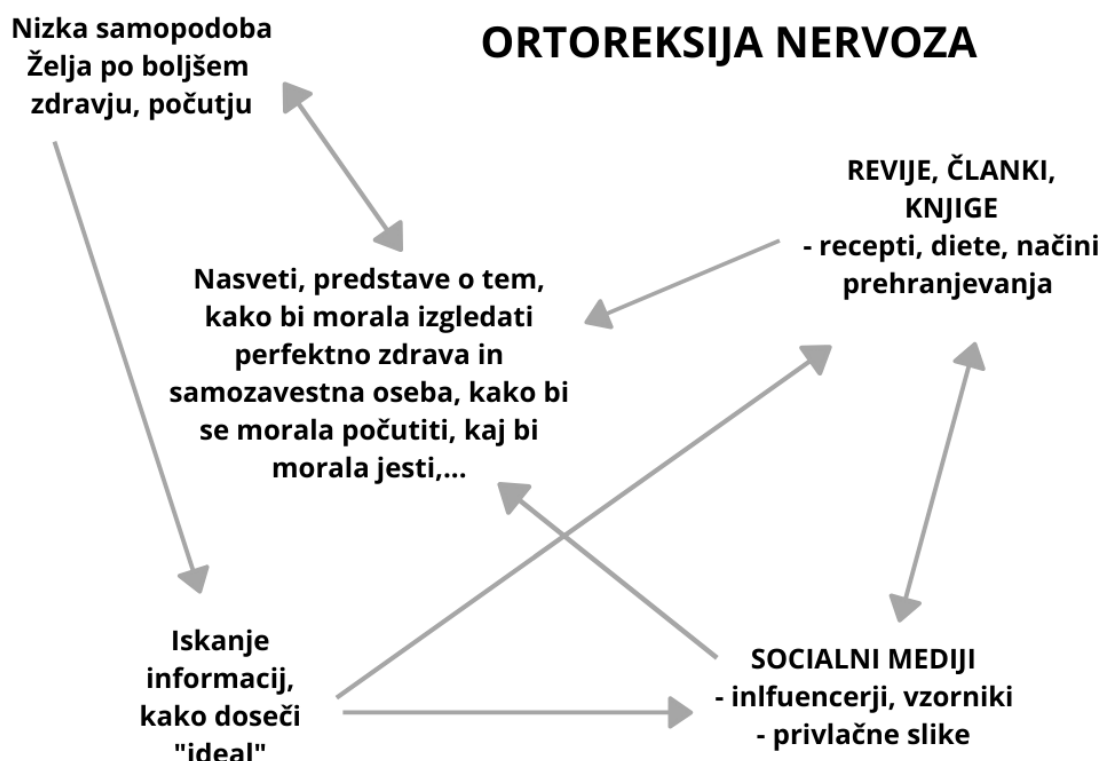 Nizka samopodoba
Želja po boljšem
zdravju, počutju
ORTOREKSIJA NERVOZA
REVIJE, ČLANKI,
KNJIGE
- recepti, diete, načini
prehranjevanja
Nasveti, predstave o tem,
kako bi morala izgledati
perfektno zdrava in
samozavestna oseba, kako bi
se morala počutiti, kaj bi
morala jesti,...
Iskanje
informacij,
kako doseči
"ideal"
SOCIALNI MEDIJI
- inlfuencerji, vzorniki
- privlačne slike